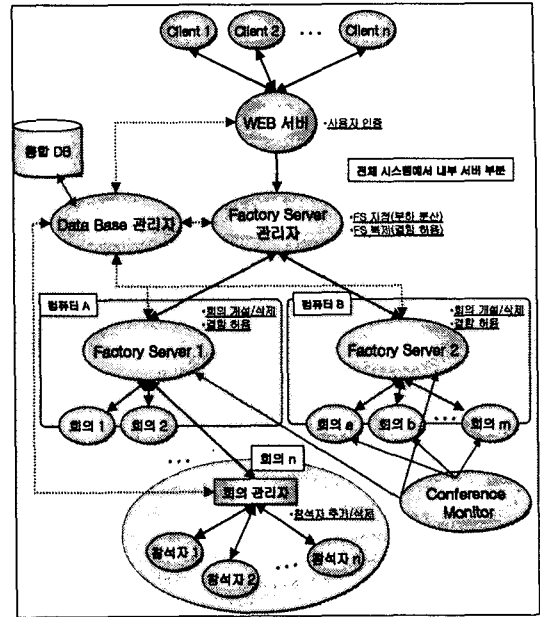 Client 1
Client 2
...
Client n
WEB 서버
·사용자 인증
통합 DB
전체 시스템에서 내부 서버 부분
Data Base 관리자
Factory Server
관리자
·FS 지정(부하 분산)
·FS 복제(결함 허용)
컴퓨터 A
·회의 개설/삭제
·결함 허용
Factory Server 1
회의 1
회의 2
...
컴퓨터 B
·회의 개설/삭제
·결함 허용
Factory Server 2
회의 a
회의 b
...
회의 m
회의 n
회의 관리자
·참석자 추가/삭제
참석자 1
참석자 2
...
참석자 n
Conference
Monitor